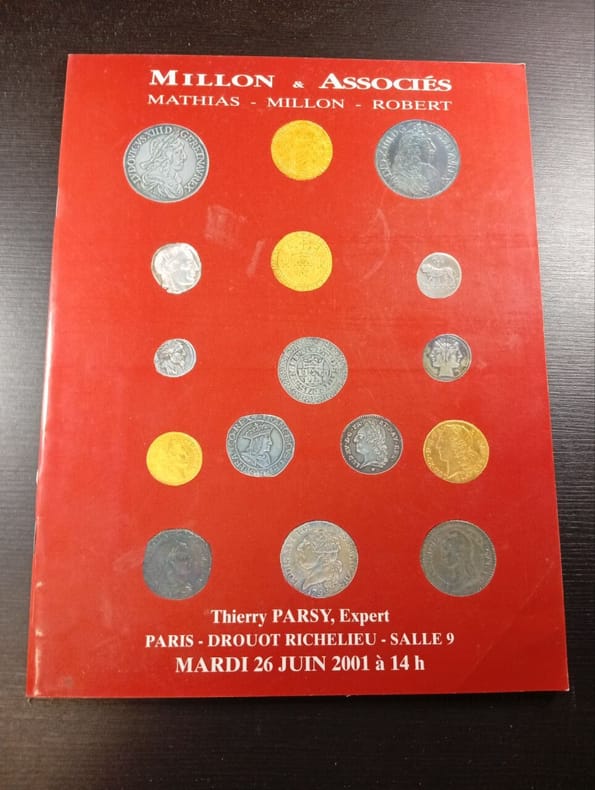 MILLON & ASSOCIÉS
MATHIAS - MILLON - ROBERT
Thierry PARSY, Expert
PARIS - DROUOT RICHELIEU - SALLE 9
MARDI 26 JUIN 2001 à 14 h